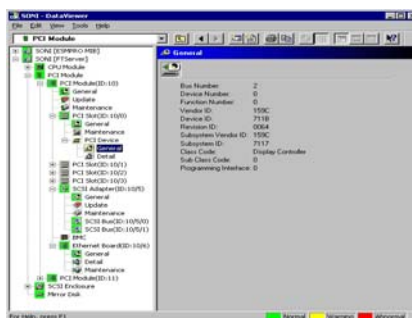 SONI - DataViewer
File Edit View Tools Help
PCI Module
SONI [ESMPRO MIB]
SONI [FTServer]
CPU Module
PCI Module
PCI Module(ID:10)
General
Update
Maintenance
PCI Slot(ID:10/0)
General
Maintenance
PCI Device
General
Detail
PCI Slot(ID:10/1)
PCI Slot(ID:10/2)
PCI Slot(ID:10/3)
SCSI Adapter(ID:10/5)
General
Update
Maintenance
SCSI Bus(ID:10/5/0)
SCSI Bus(ID:10/5/1)
BMC
Ethernet Board(ID:10/6)
General
Detail
Maintenance
PCI Module(ID:11)
SCSI Enclosure
Mirror Disk
General
Bus Number: 2
Device Number: 0
Function Number: 0
Vendor ID: 159C
Device ID: 7118
Revision ID: 0064
Subsystem Vendor ID: 159C
Subsystem ID: 7117
Class Code: Display Controller
Sub Class Code: 0
Programming Interface: 0
For Help, press F1
Normal Warning Abnormal